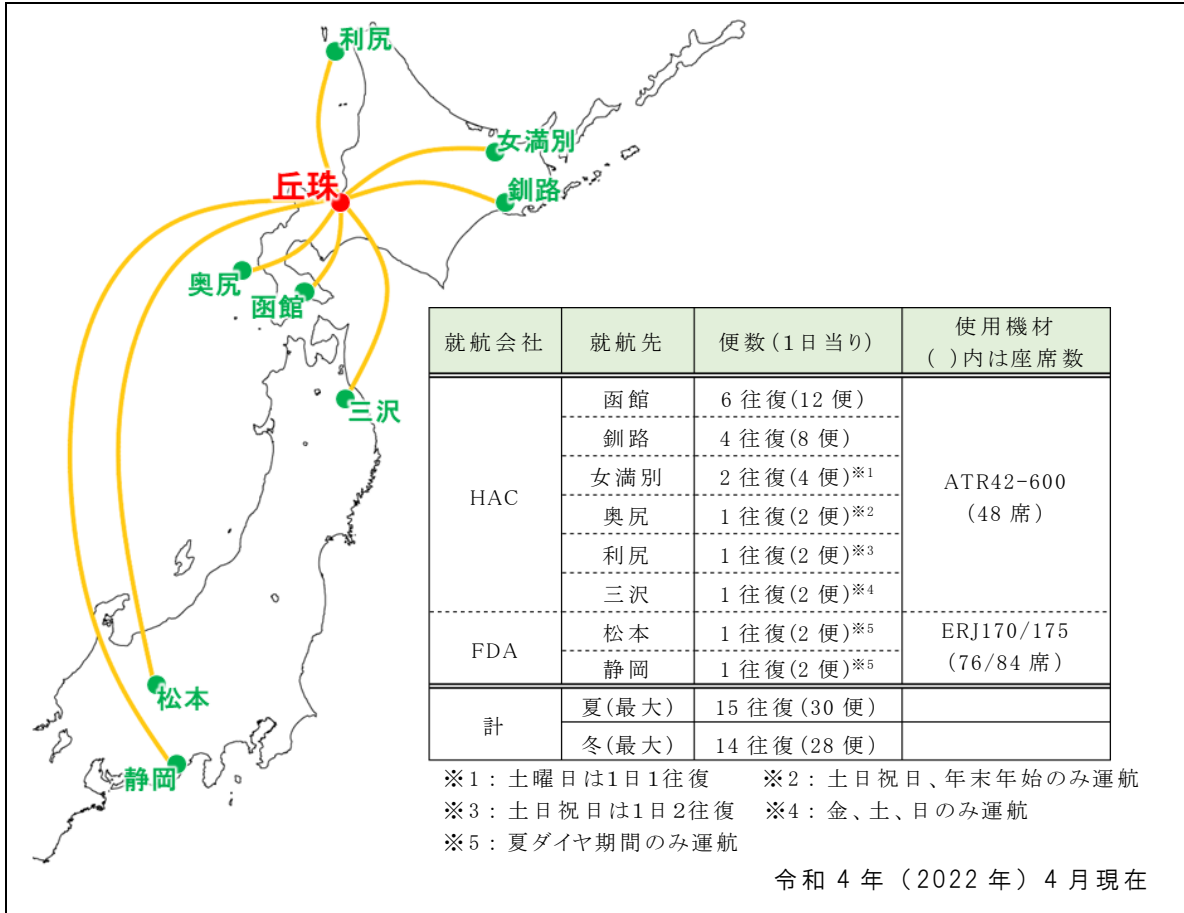 利尻
女満別
丘珠
釧路
奥尻
函館
三沢
松本
静岡
就航会社 就航先 便数(1日当り) 使用機材
( )内は座席数
HAC 函館 6往復(12便) ATR42-600
(48席)
釧路 4往復(8便)
女満別 2往復(4便)※1
奥尻 1往復(2便)※2
利尻 1往復(2便)※3
三沢 1往復(2便)※4
FDA 松本 1往復(2便)※5 ERJ170/175
(76/84席)
静岡 1往復(2便)※5
計 夏(最大) 15往復(30便)
冬(最大) 14往復(28便)
※1：土曜日は1日1往復 ※2：土日祝日、年末年始のみ運航
※3：土日祝日は1日2往復 ※4：金、土、日のみ運航
※5：夏ダイヤ期間のみ運航
令和4年（2022年）4月現在